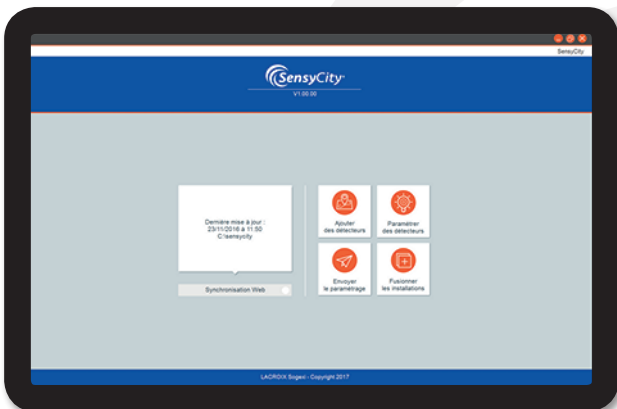 SensyCity
SensyCity
V1.00.00
Dernière mise à jour :
23/11/2016 à 11:50
C:\sensycity
Synchronisation Web
Ajouter
des détecteurs
Paramétrer
des détecteurs
Envoyer
le paramétrage
Fusionner
les installations
LACROIX Sogexi - Copyright 2017